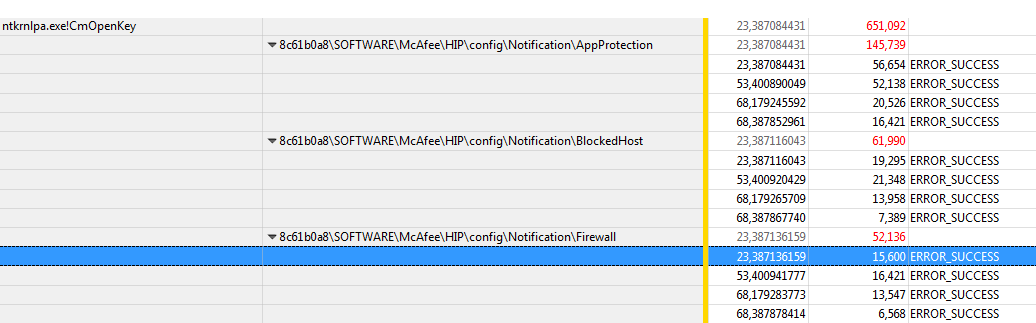 ntkrnlpa.exe!CmOpenKey 23,387084431 651,092
8c61b0a8\SOFTWARE\McAfee\HIP\config\Notification\AppProtection 23,387084431 145,739
23,387084431 56,654 ERROR_SUCCESS
53,400890049 52,138 ERROR_SUCCESS
68,179245592 20,526 ERROR_SUCCESS
68,387852961 16,421 ERROR_SUCCESS
8c61b0a8\SOFTWARE\McAfee\HIP\config\Notification\BlockedHost 23,387116043 61,990
23,387116043 19,295 ERROR_SUCCESS
53,400920429 21,348 ERROR_SUCCESS
68,179265709 13,958 ERROR_SUCCESS
68,387867740 7,389 ERROR_SUCCESS
8c61b0a8\SOFTWARE\McAfee\HIP\config\Notification\Firewall 23,387136159 52,136
23,387136159 15,600 ERROR_SUCCESS
53,400941777 16,421 ERROR_SUCCESS
68,179283773 13,547 ERROR_SUCCESS
68,387878414 6,568 ERROR_SUCCESS